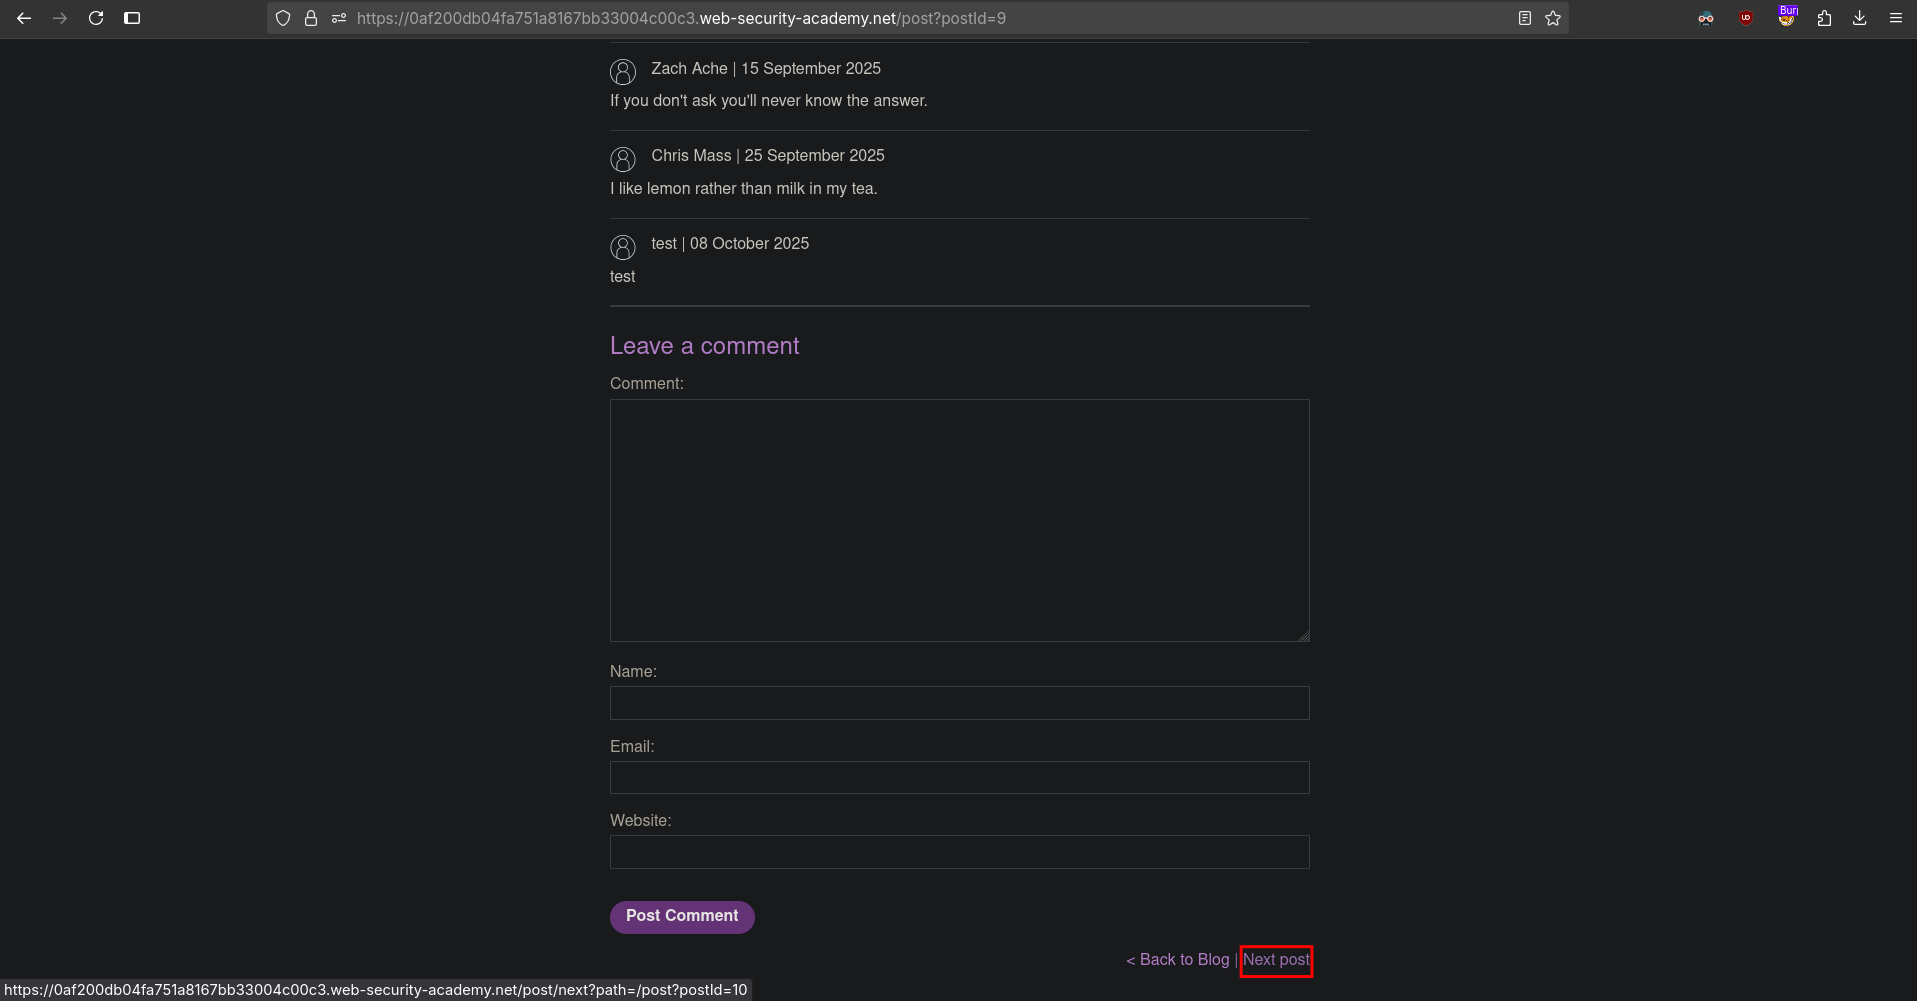 https://0af200db04fa751a8167bb33004c00c3.web-security-academy.net/post?postId=9
Zach Ache | 15 September 2025
If you don't ask you'll never know the answer.
Chris Mass | 25 September 2025
I like lemon rather than milk in my tea.
test | 08 October 2025
test
Leave a comment
Comment:
Name:
Email:
Website:
Post Comment
< Back to Blog | Next post
https://0af200db04fa751a8167bb33004c00c3.web-security-academy.net/post/next?path=/post?postId=10